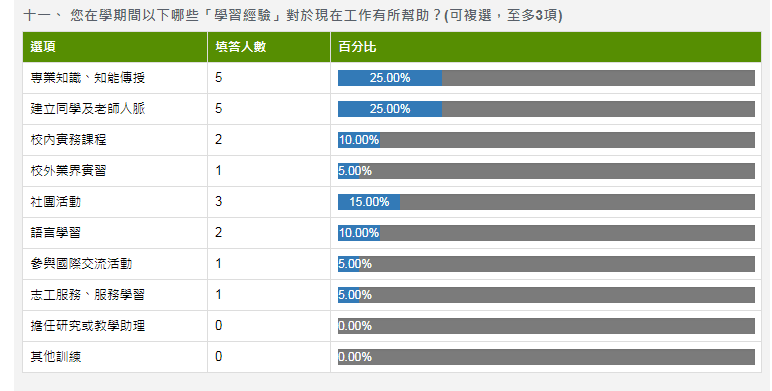 十一、 您在學期間以下哪些「學習經驗」對於現在工作有所幫助？(可複選，至多3項)
選項 填答人數 百分比
專業知識、知能傳授 5 25.00%
建立同學及老師人脈 5 25.00%
校內實務課程 2 10.00%
校外業界實習 1 5.00%
社團活動 3 15.00%
語言學習 2 10.00%
參與國際交流活動 1 5.00%
志工服務、服務學習 1 5.00%
擔任研究或教學助理 0 0.00%
其他訓練 0 0.00%